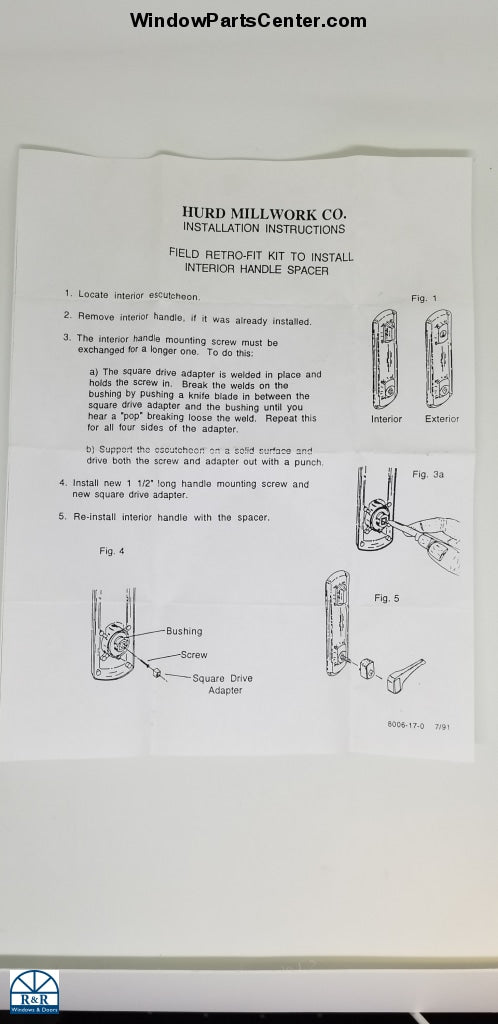 WindowPartsCenter.com
HURD MILLWORK CO.
INSTALLATION INSTRUCTIONS
FIELD RETRO-FIT KIT TO INSTALL
INTERIOR HANDLE SPACER
1. Locate interior escutcheon.
2. Remove interior handle, if it was already installed.
3. The interior handle mounting screw must be
exchanged for a longer one. To do this:
a) The square drive adapter is welded in place and
holds the screw in. Break the welds on the
bushing by pushing a knife blade in between the
square drive adapter and the bushing until you
hear a "pop" breaking loose the weld. Repeat this
for all four sides of the adapter.
b) Support the escutcheon on a solid surface and
drive both the screw and adapter out with a punch.
4. Install new 1 1/2" long handle mounting screw and
new square drive adapter.
5. Re-install interior handle with the spacer.
Fig. 1
Interior Exterior
Fig. 3a
Fig. 4
Bushing
Screw
Square Drive
Adapter
Fig. 5
8006-17-0 7/91
R&R
Windows & Doors